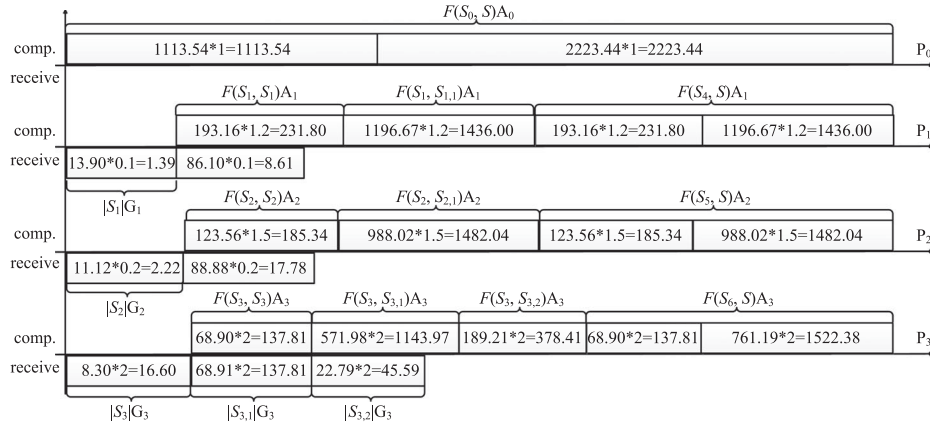 F(S0, S)A0
comp. 1113.54*1=1113.54 2223.44*1=2223.44 P0
receive
F(S1, S1)A1 F(S1, S1,1)A1 F(S4, S)A1
comp. 193.16*1.2=231.80 1196.67*1.2=1436.00 193.16*1.2=231.80 1196.67*1.2=1436.00 P1
receive 13.90*0.1=1.39 86.10*0.1=8.61
|S1|G1
F(S2, S2)A2 F(S2, S2,1)A2 F(S5, S)A2
comp. 123.56*1.5=185.34 988.02*1.5=1482.04 123.56*1.5=185.34 988.02*1.5=1482.04 P2
receive 11.12*0.2=2.22 88.88*0.2=17.78
|S2|G2
F(S3, S3)A3 F(S3, S3,1)A3 F(S3, S3,2)A3 F(S6, S)A3
comp. 68.90*2=137.81 571.98*2=1143.97 189.21*2=378.41 68.90*2=137.81 761.19*2=1522.38 P3
receive 8.30*2=16.60 68.91*2=137.81 22.79*2=45.59
|S3|G3 |S3,1|G3 |S3,2|G3